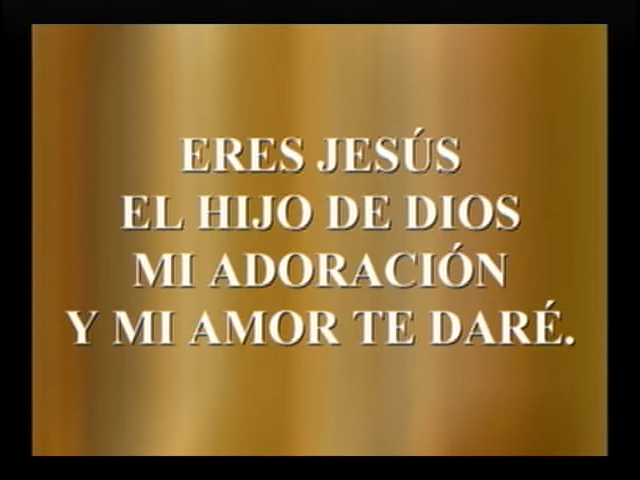 ERES JESÚS
EL HIJO DE DIOS
MI ADORACIÓN
Y MI AMOR TE DARÉ.